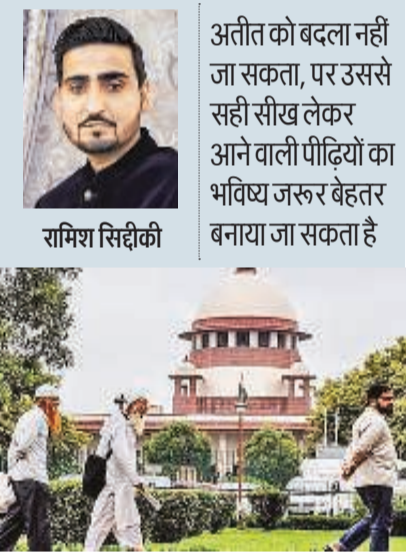 अतीत को बदला नहीं
जा सकता, पर उससे
सही सीख लेकर
आने वाली पीढ़ियों का
भविष्य जरूर बेहतर
बनाया जा सकता है
रामिश सिद्दीकी